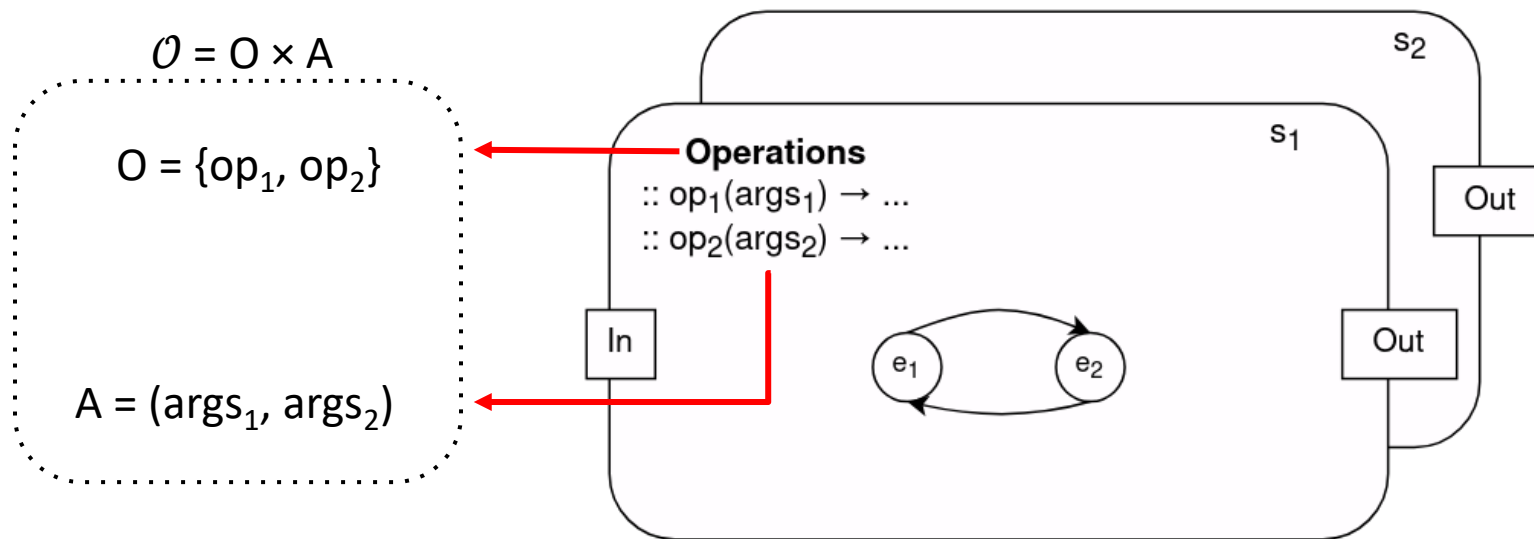 𝒪 = O × A
O = {op₁, op₂}
A = (args₁, args₂)
s₂
s₁
Operations
:: op₁(args₁) → ...
:: op₂(args₂) → ...
In
e₁
e₂
Out
Out